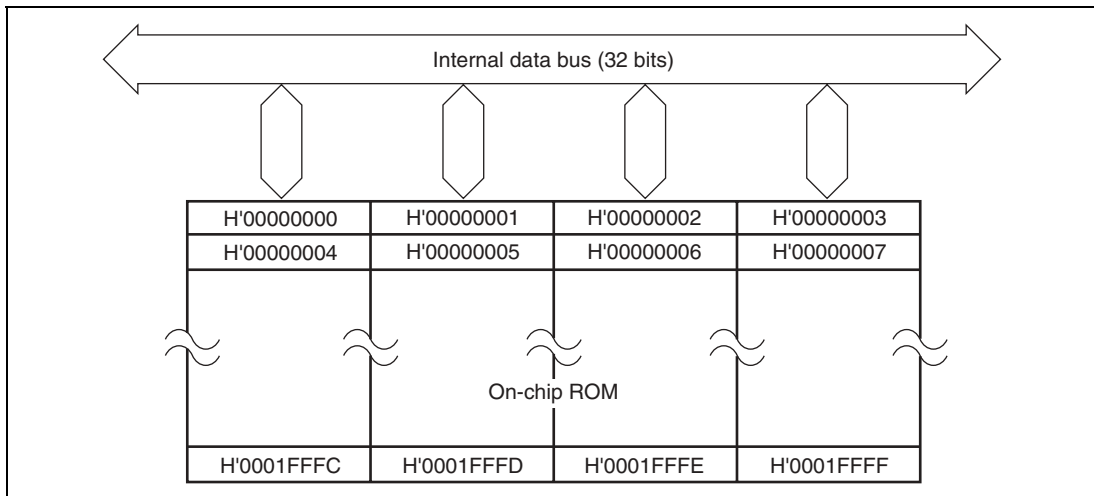 Internal data bus (32 bits)
H'00000000 H'00000001 H'00000002 H'00000003
H'00000004 H'00000005 H'00000006 H'00000007
On-chip ROM
H'0001FFFC H'0001FFFD H'0001FFFE H'0001FFFF